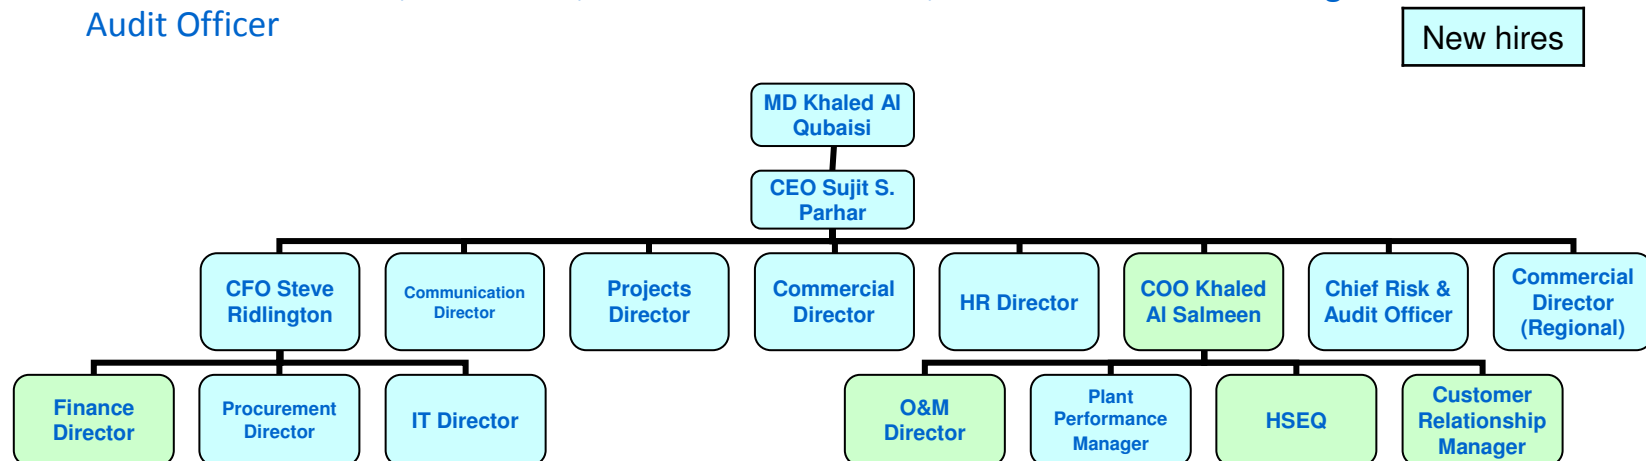 Audit Officer
New hires
MD Khaled Al
Qubaisi
CEO Sujit S.
Parhar
CFO Steve
Ridlington
Communication
Director
Projects
Director
Commercial
Director
HR Director
COO Khaled
Al Salmeen
Chief Risk &
Audit Officer
Commercial
Director
(Regional)
Finance
Director
Procurement
Director
IT Director
O&M
Director
Plant
Performance
Manager
HSEQ
Customer
Relationship
Manager